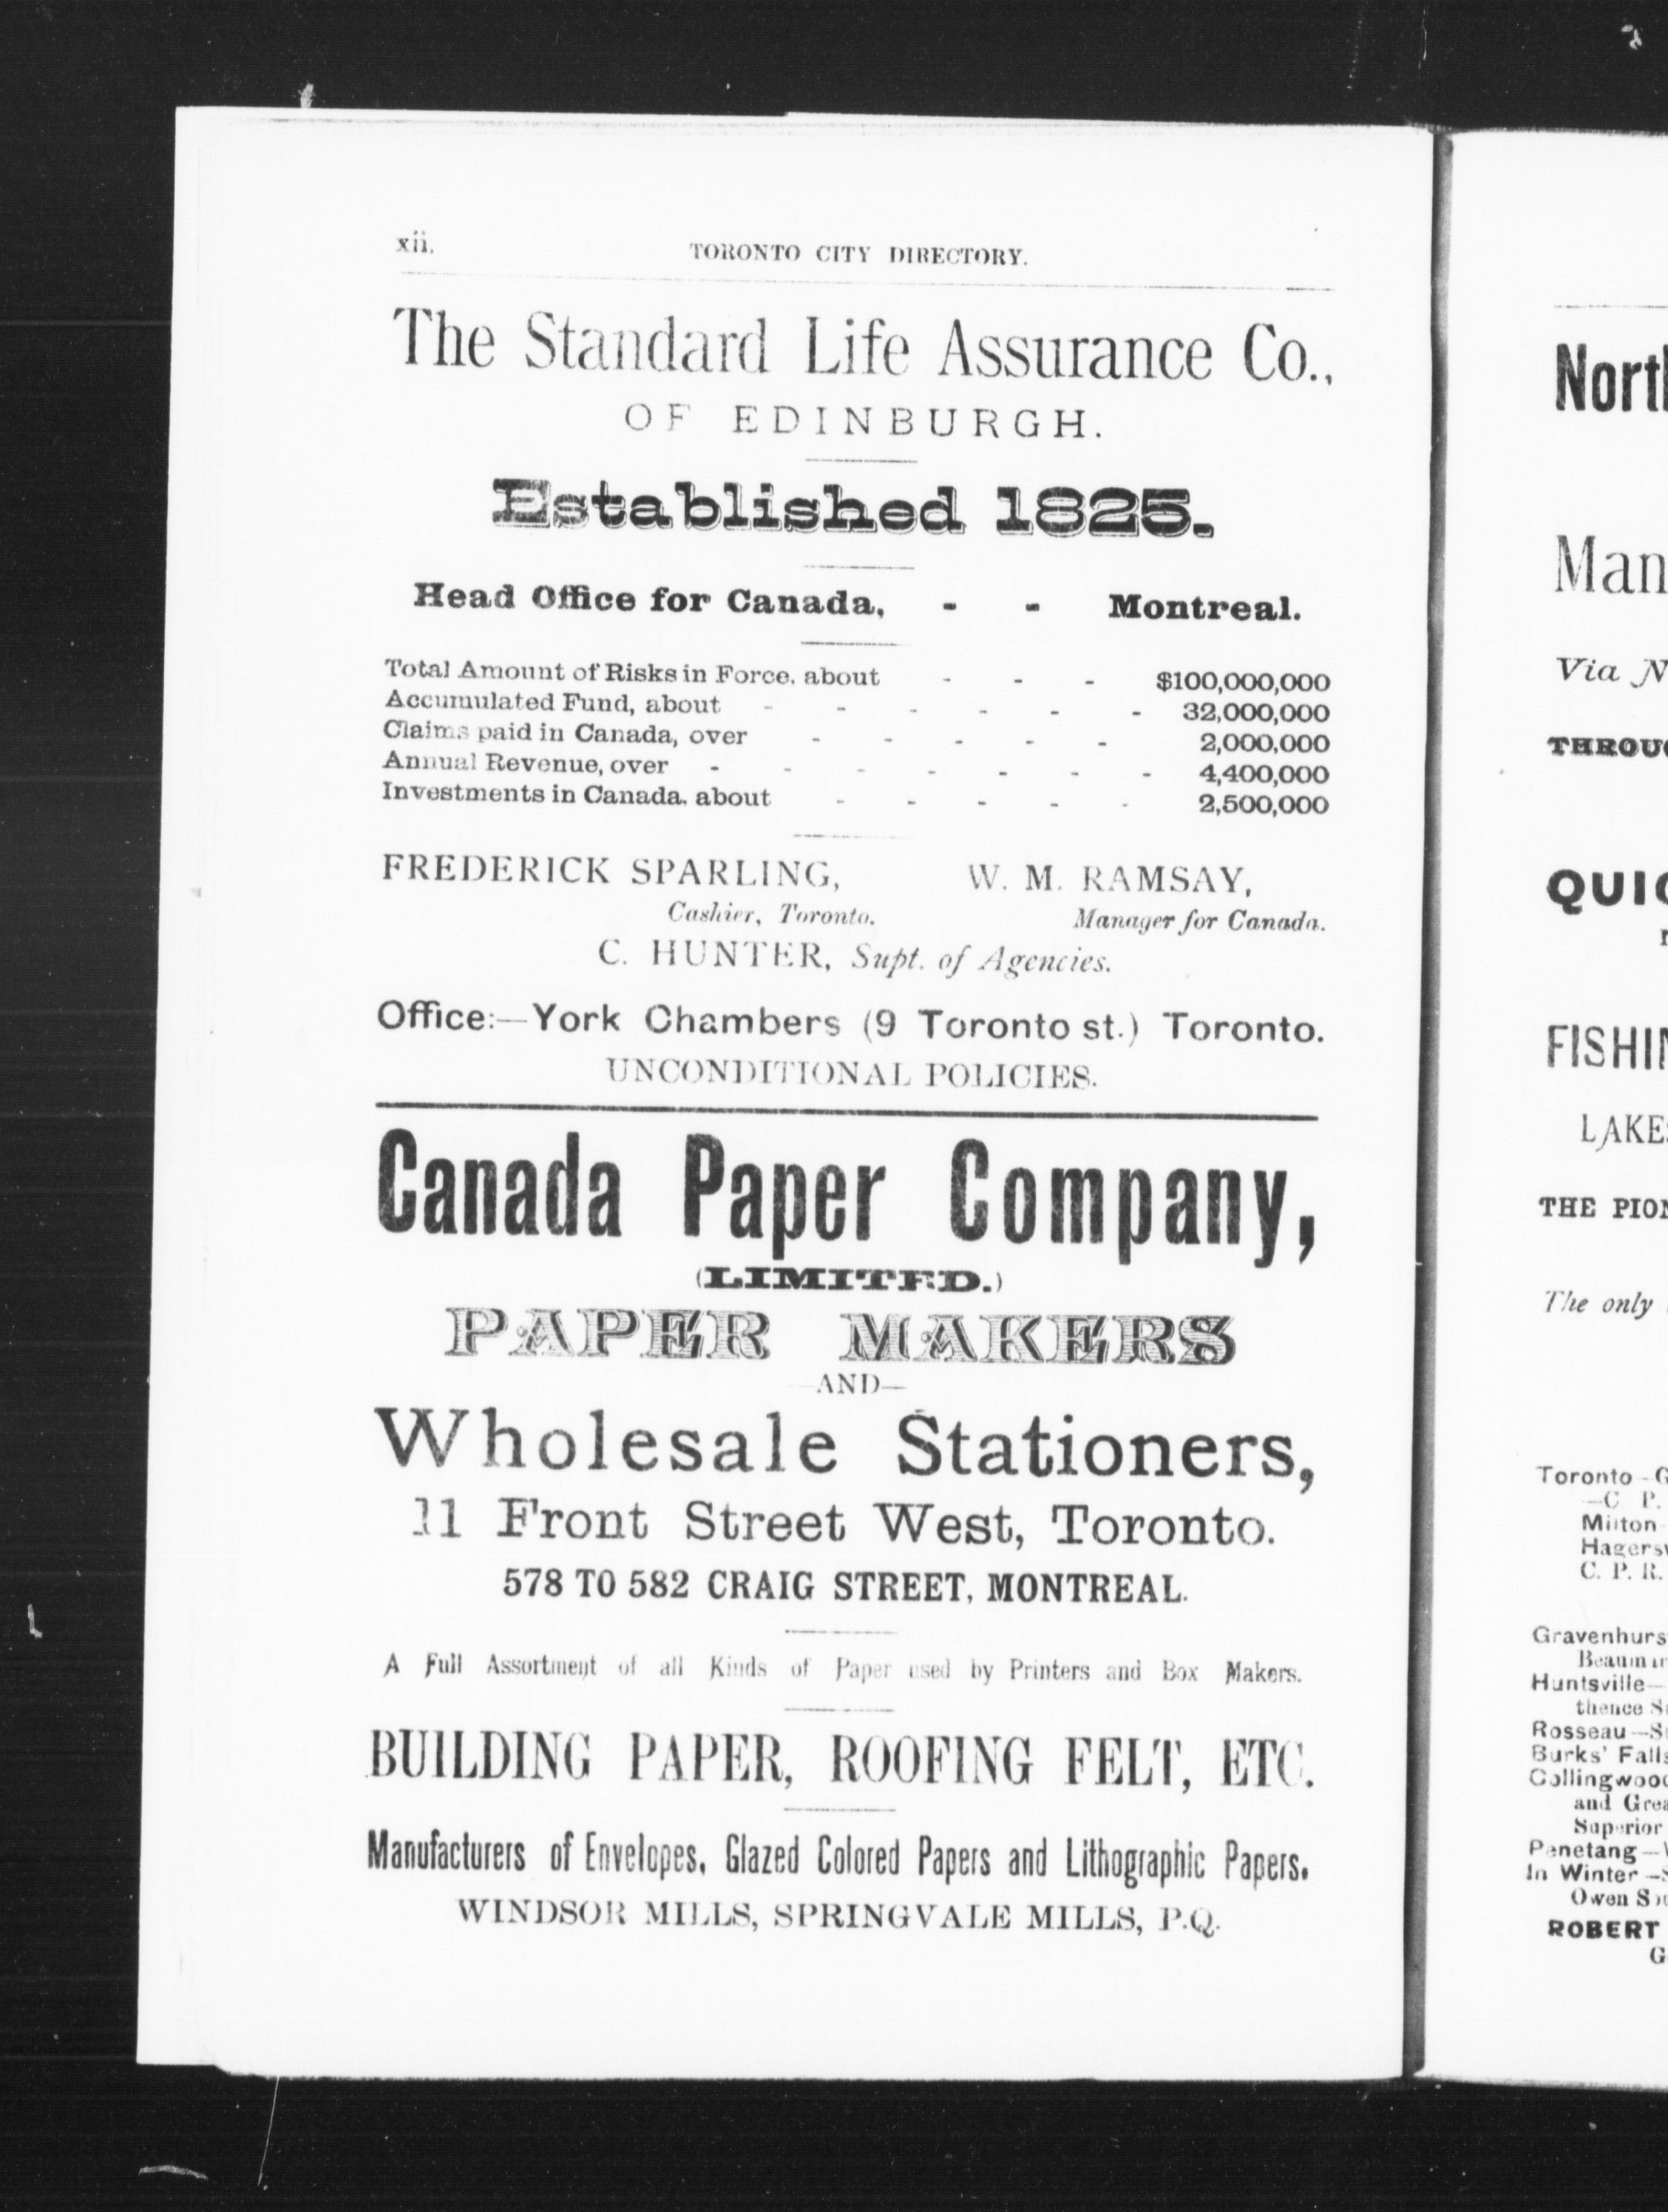 xii.
TORONTO CITY DIRECTORY.
The Standard Life Assurance Co.,
OF EDINBURGH.
Established 1825.
Head Office for Canada, - - Montreal.
Total Amount of Risks in Force, about - - - $100,000,000
Accumulated Fund, about - - - - - - 32,000,000
Claims paid in Canada, over - - - - - 2,000,000
Annual Revenue, over - - - - - - - 4,400,000
Investments in Canada, about - - - - - 2,500,000
FREDERICK SPARLING, W. M. RAMSAY,
Cashier, Toronto. Manager for Canada.
C. HUNTER, Supt. of Agencies.
Office:—York Chambers (9 Toronto st.) Toronto.
UNCONDITIONAL POLICIES.
Canada Paper Company,
(LIMITED.)
PAPER MAKERS
AND—
Wholesale Stationers,
11 Front Street West, Toronto.
578 TO 582 CRAIG STREET, MONTREAL.
A Full Assortment of all Kinds of Paper used by Printers and Box Makers.
BUILDING PAPER, ROOFING FELT, ETC.
Manufacturers of Envelopes, Glazed Colored Papers and Lithographic Papers.
WINDSOR MILLS, SPRINGVALE MILLS, P.Q.
Via
FISHIN
THE PION
The only
Toronto—G
—C. P.
Milton
Hagersv
C. P. R.
Gravenhurs
Beaumar
Huntsville—
thence
Rosseau
Burks' Falls
Collingwood
and Grea
Superior
Penetang—
In Winter—
Owen Sou
ROBERT